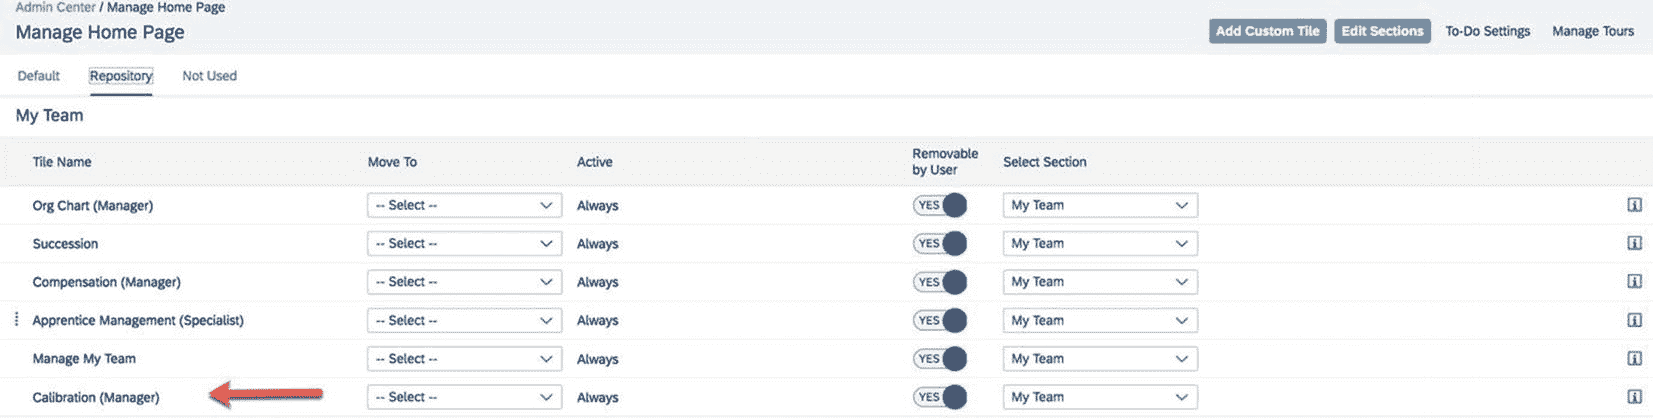 Admin Center / Manage Home Page
Manage Home Page
Add Custom Tile Edit Sections To-Do Settings Manage Tours
Default Repository Not Used
My Team
Tile Name Move To Active Removable by User Select Section
Org Chart (Manager) -- Select -- Always YES My Team
Succession -- Select -- Always YES My Team
Compensation (Manager) -- Select -- Always YES My Team
Apprentice Management (Specialist) -- Select -- Always YES My Team
Manage My Team -- Select -- Always YES My Team
Calibration (Manager) -- Select -- Always YES My Team